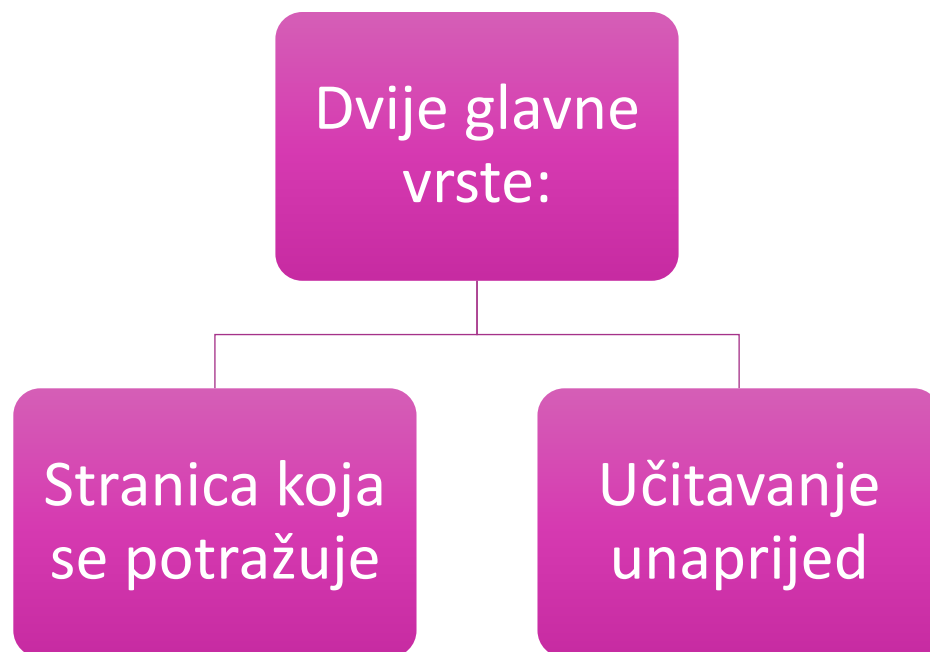 Dvije glavne
vrste:
Stranica koja
se potražuje
Učitavanje
unaprijed